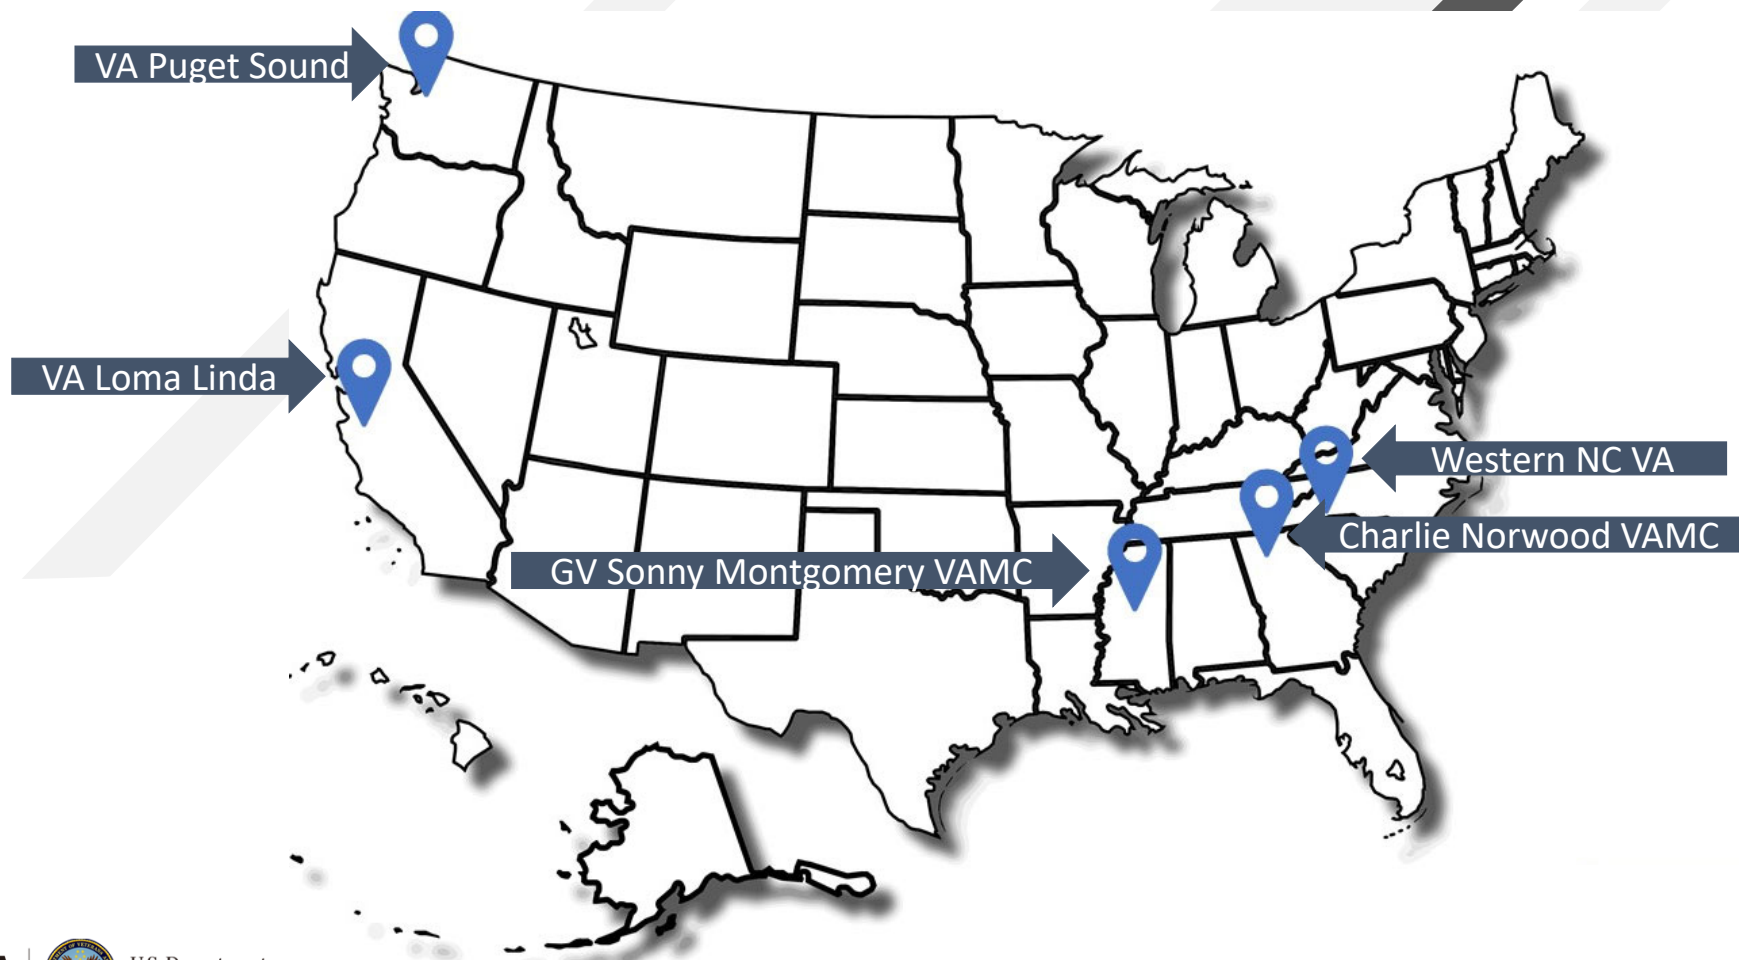 VA Puget Sound
VA Loma Linda
Western NC VA
Charlie Norwood VAMC
GV Sonny Montgomery VAMC